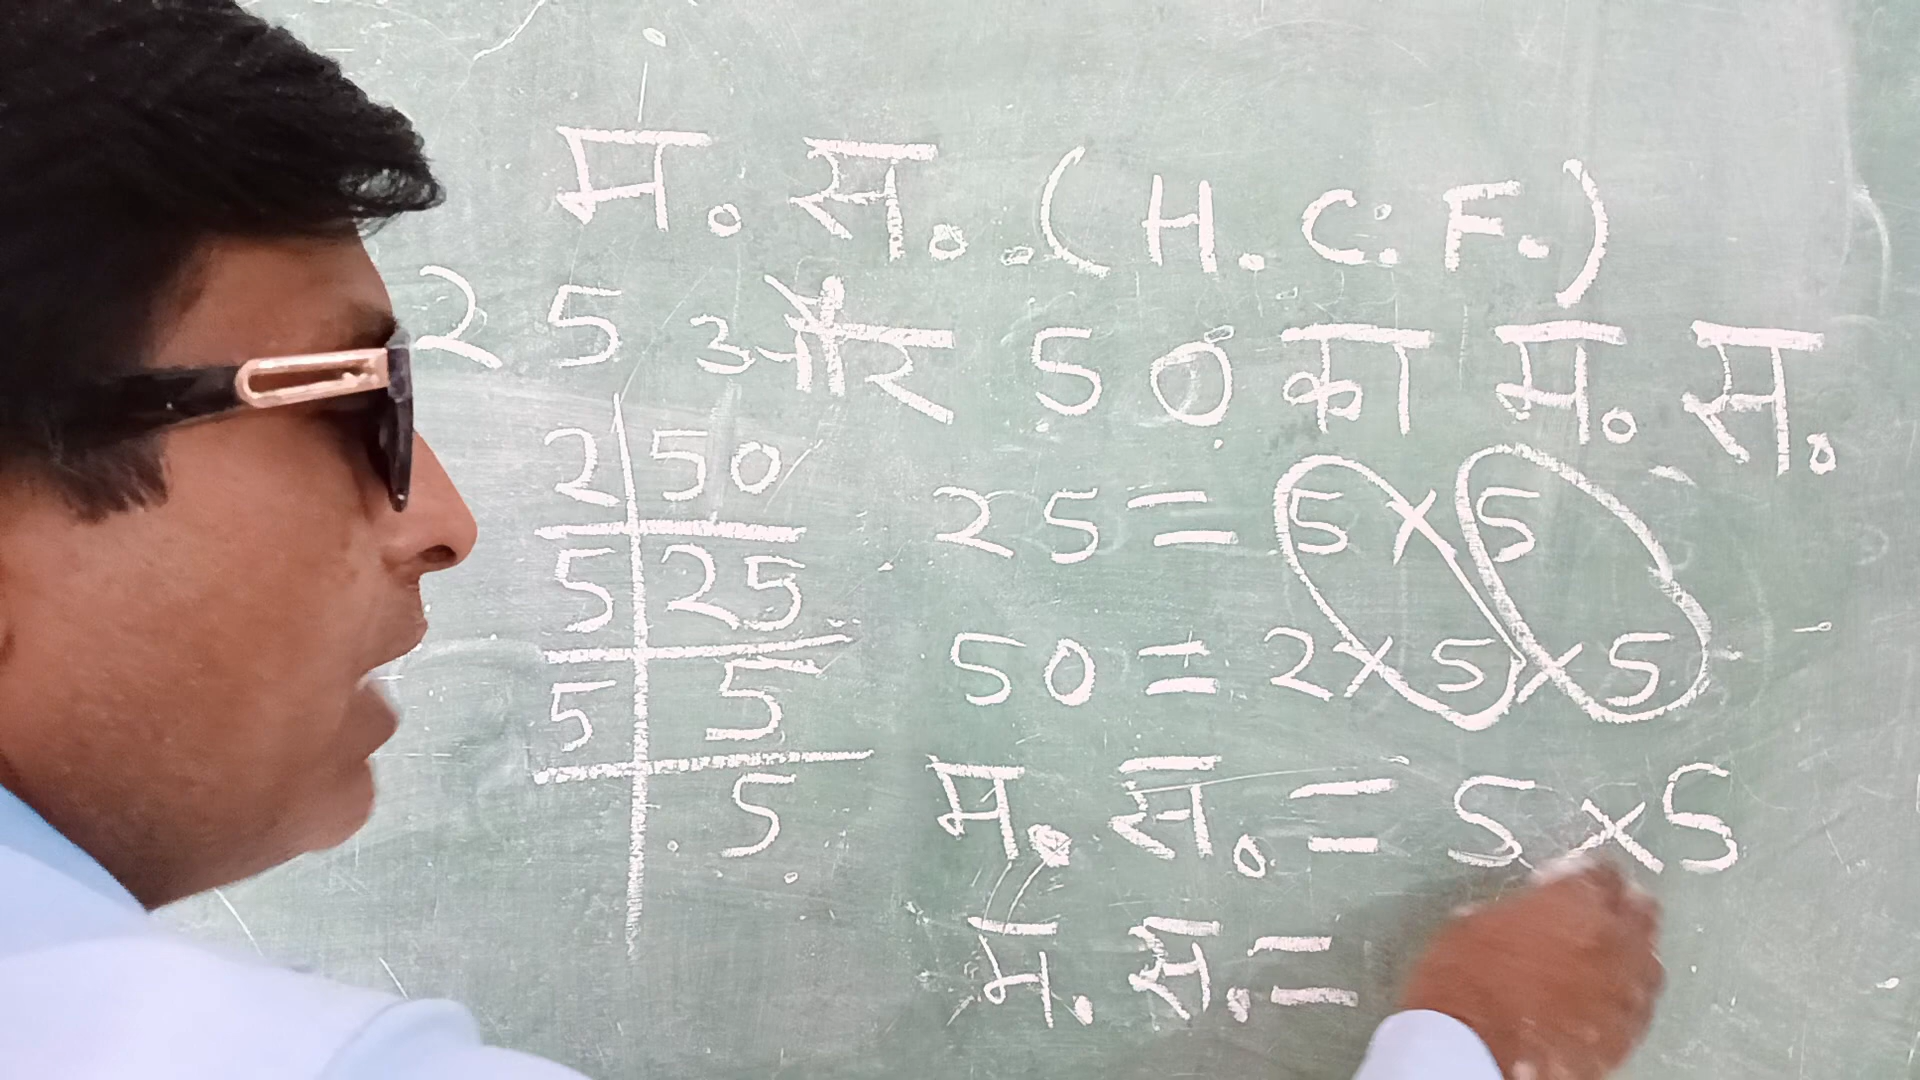 म॰ स॰. (H. C. F.)
25 और 50 का म॰ स॰
2 | 50
5 | 25
5 | 5
5
25 = 5 × 5
50 = 2 × 5 × 5
म॰ स॰ = 5 × 5
म. स. =